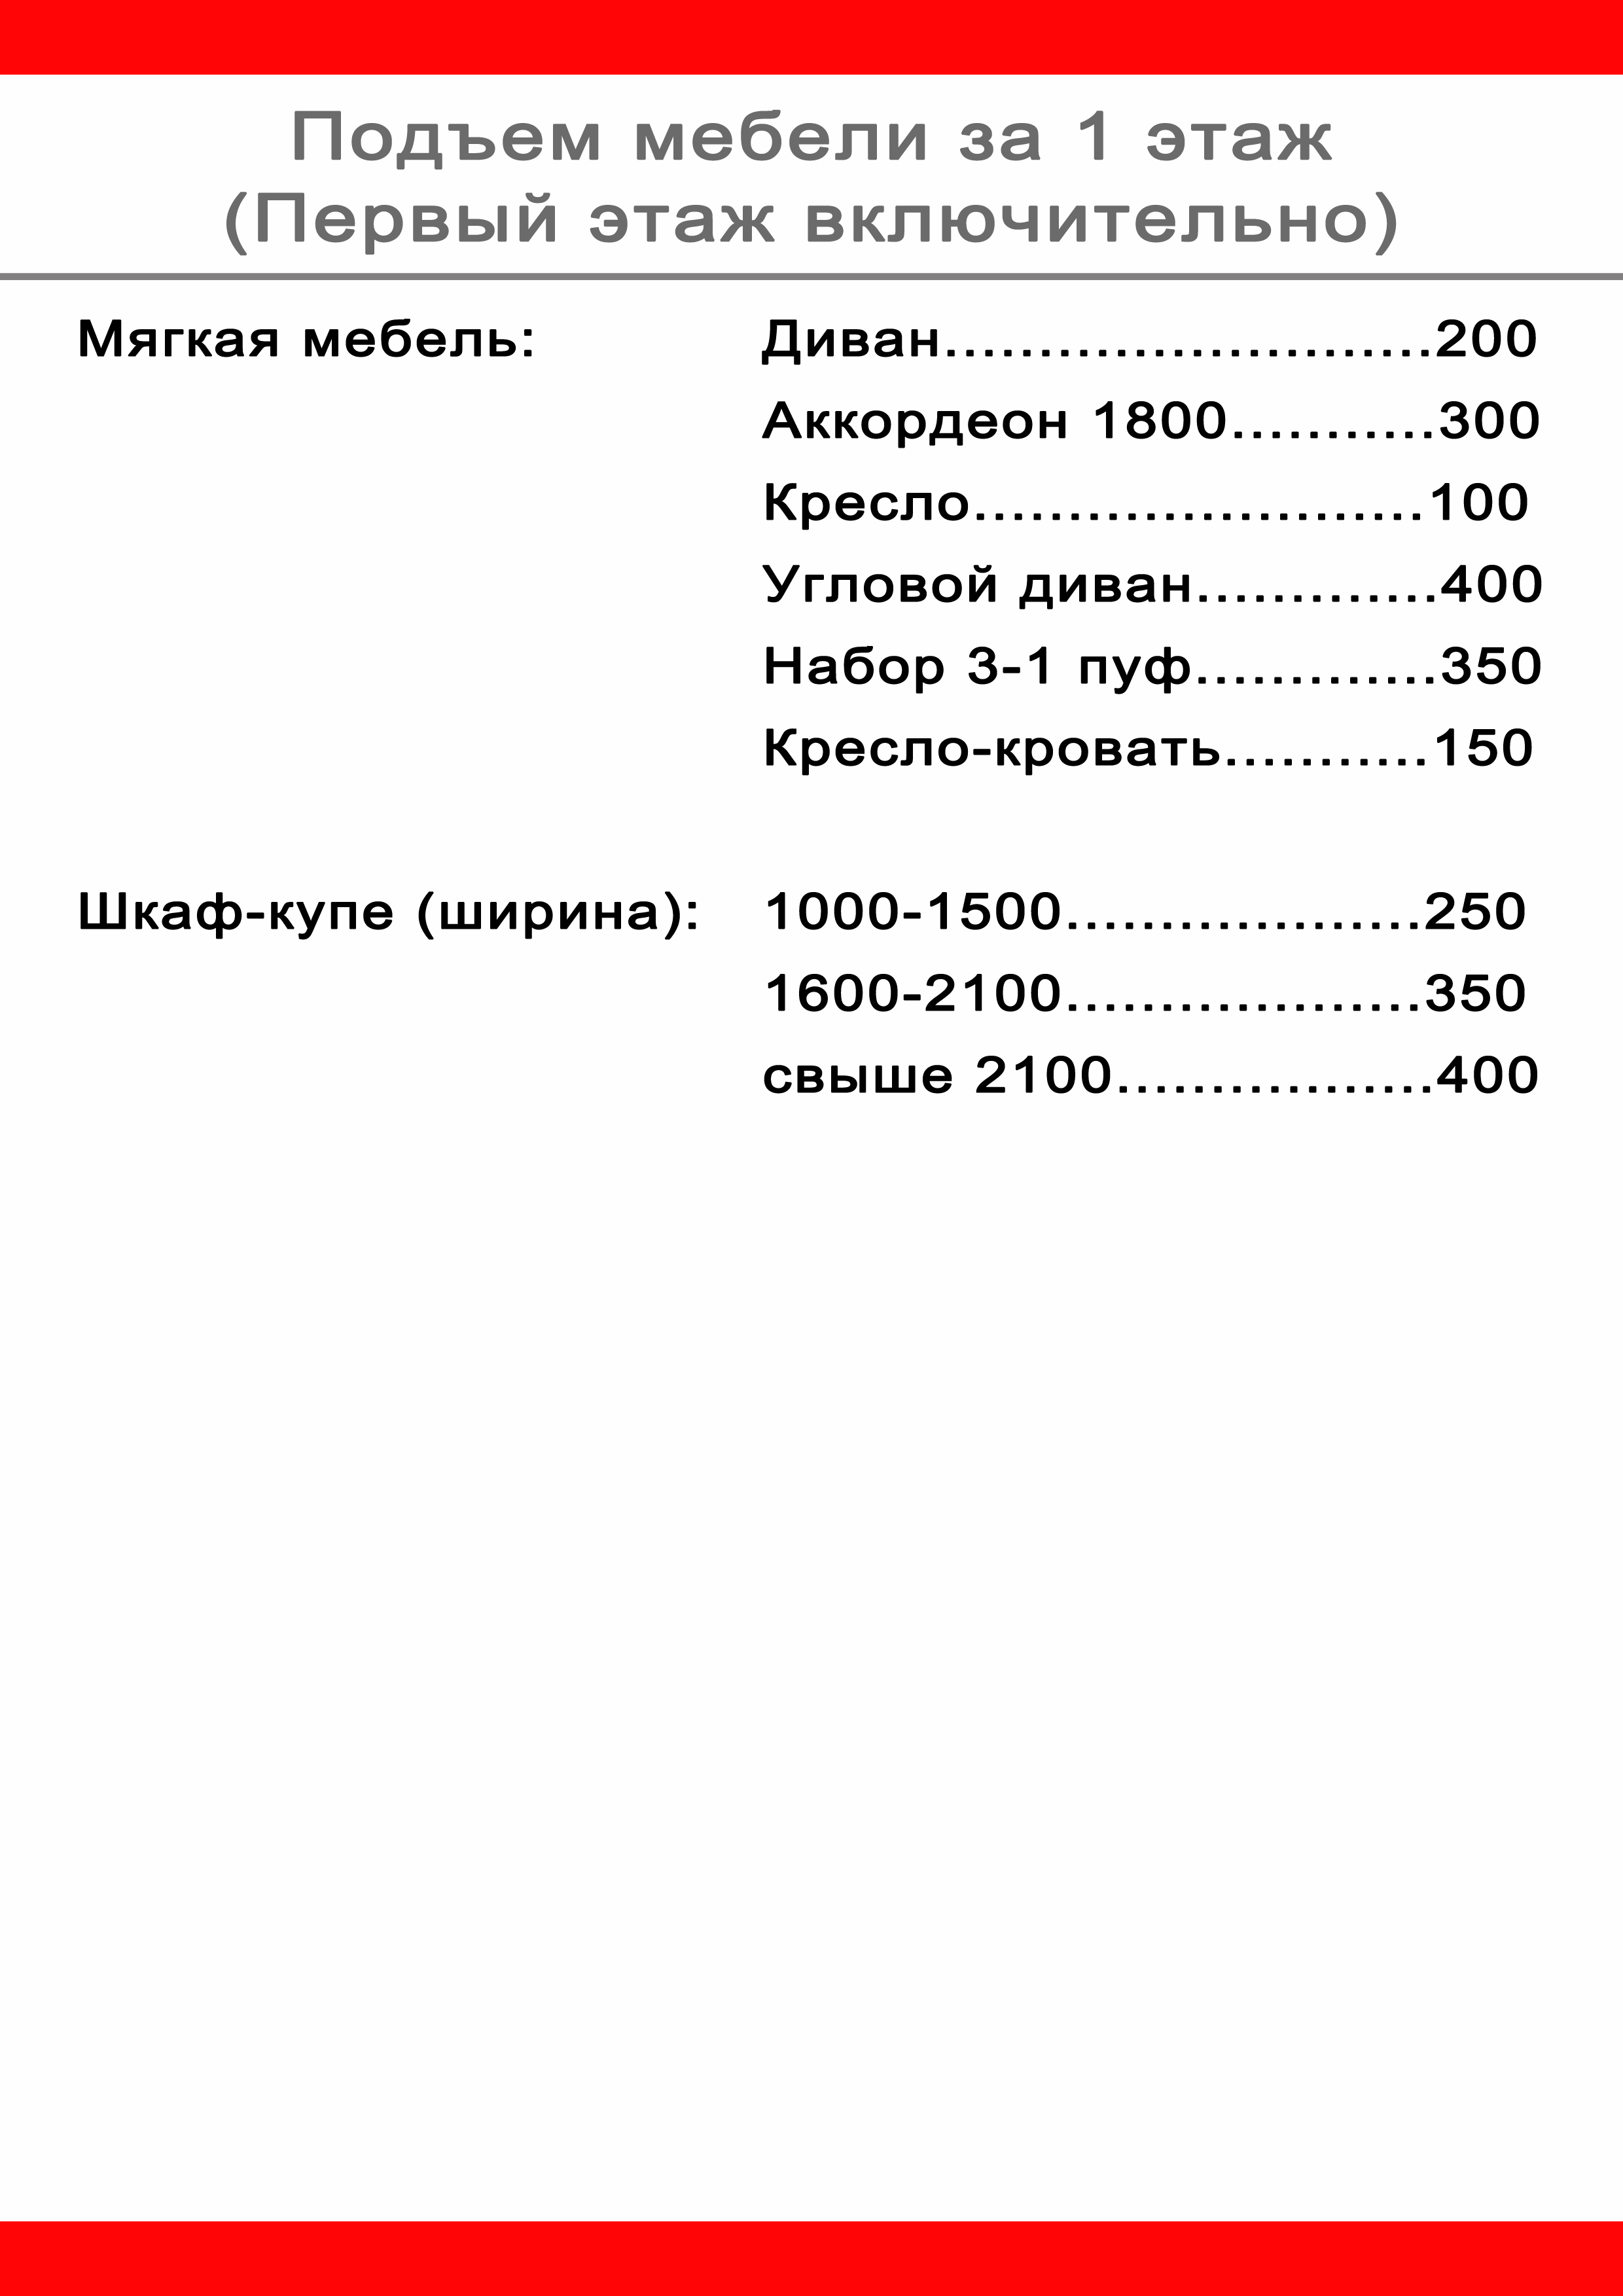 Подъем мебели за 1 этаж
(Первый этаж включительно)
Мягкая мебель: Диван..........................200
Аккордеон 1800...........300
Кресло........................100
Угловой диван.............400
Набор 3-1 пуф.............350
Кресло-кровать...........150
Шкаф-купе (ширина): 1000-1500...................250
1600-2100...................350
свыше 2100.................400